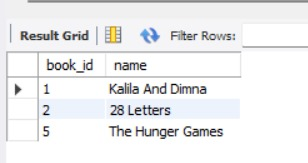 Result Grid Filter Rows:
book_id name
1 Kalila And Dimna
2 28 Letters
5 The Hunger Games